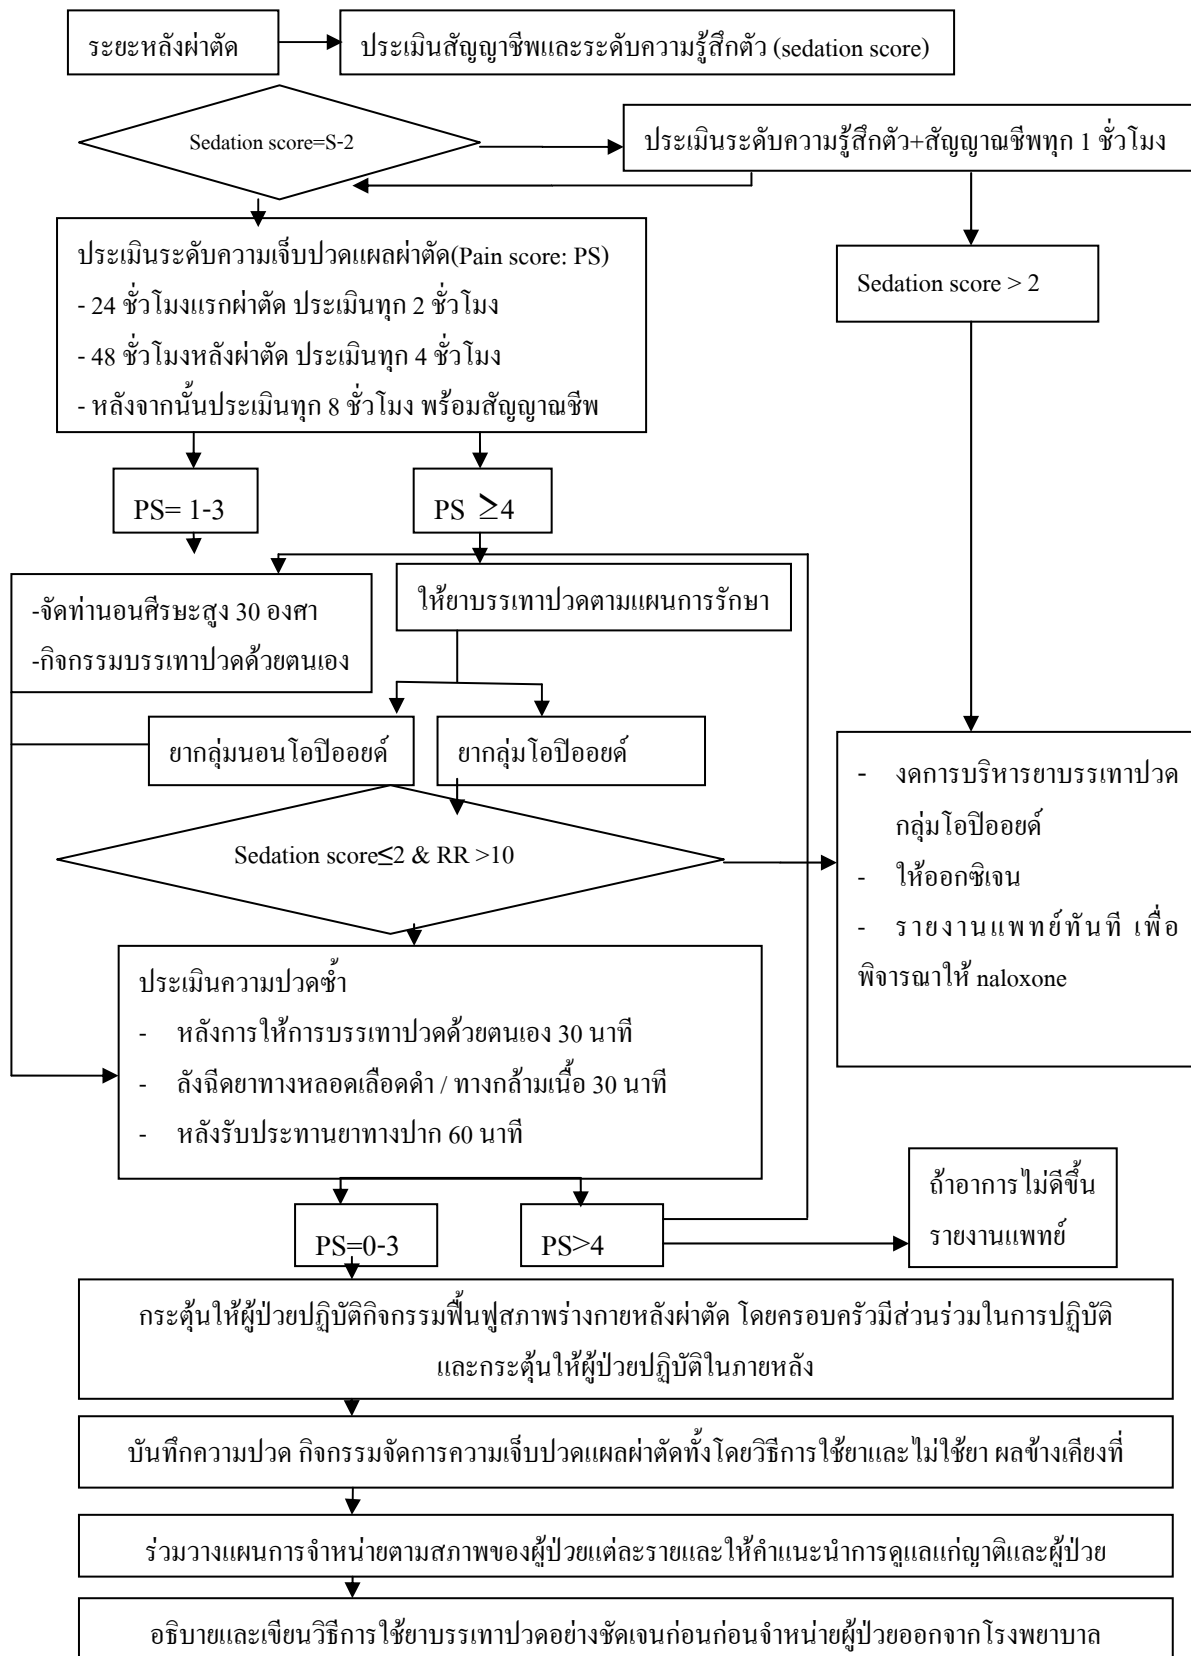 ระยะหลังผ่าตัด
ประเมินสัญญาชีพและระดับความรู้สึกตัว (sedation score)
Sedation score=S-2
ประเมินระดับความรู้สึกตัว+สัญญาณชีพทุก 1 ชั่วโมง
ประเมินระดับความเจ็บปวดแผลผ่าตัด(Pain score: PS)
- 24 ชั่วโมงแรกผ่าตัด ประเมินทุก 2 ชั่วโมง
- 48 ชั่วโมงหลังผ่าตัด ประเมินทุก 4 ชั่วโมง
- หลังจากนั้นประเมินทุก 8 ชั่วโมง พร้อมสัญญาณชีพ
Sedation score > 2
PS= 1-3
PS ≥4
-จัดท่านอนศีรษะสูง 30 องศา
-กิจกรรมบรรเทาปวดด้วยตนเอง
ให้ยาบรรเทาปวดตามแผนการรักษา
ยากลุ่มนอนโอปิออยด์
ยากลุ่มโอปิออยด์
Sedation score≤2 & RR >10
- งดการบริหารยาบรรเทาปวด
กลุ่มโอปิออยด์
- ให้ออกซิเจน
- รายงานแพทย์ทันที เพื่อ
พิจารณาให้ naloxone
ประเมินความปวดซ้ำ
- หลังการให้การบรรเทาปวดด้วยตนเอง 30 นาที
- ลังฉีดยาทางหลอดเลือดดำ / ทางกล้ามเนื้อ 30 นาที
- หลังรับประทานยาทางปาก 60 นาที
PS=0-3
PS>4
ถ้าอาการไม่ดีขึ้น
รายงานแพทย์
กระตุ้นให้ผู้ป่วยปฏิบัติกิจกรรมฟื้นฟูสภาพร่างกายหลังผ่าตัด โดยครอบครัวมีส่วนร่วมในการปฏิบัติ
และกระตุ้นให้ผู้ป่วยปฏิบัติในภายหลัง
บันทึกความปวด กิจกรรมจัดการความเจ็บปวดแผลผ่าตัดทั้งโดยวิธีการใช้ยาและไม่ใช้ยา ผลข้างเคียงที่
ร่วมวางแผนการจำหน่ายตามสภาพของผู้ป่วยแต่ละรายและให้คำแนะนำการดูแลแก่ญาติและผู้ป่วย
อธิบายและเขียนวิธีการใช้ยาบรรเทาปวดอย่างชัดเจนก่อนก่อนจำหน่ายผู้ป่วยออกจากโรงพยาบาล